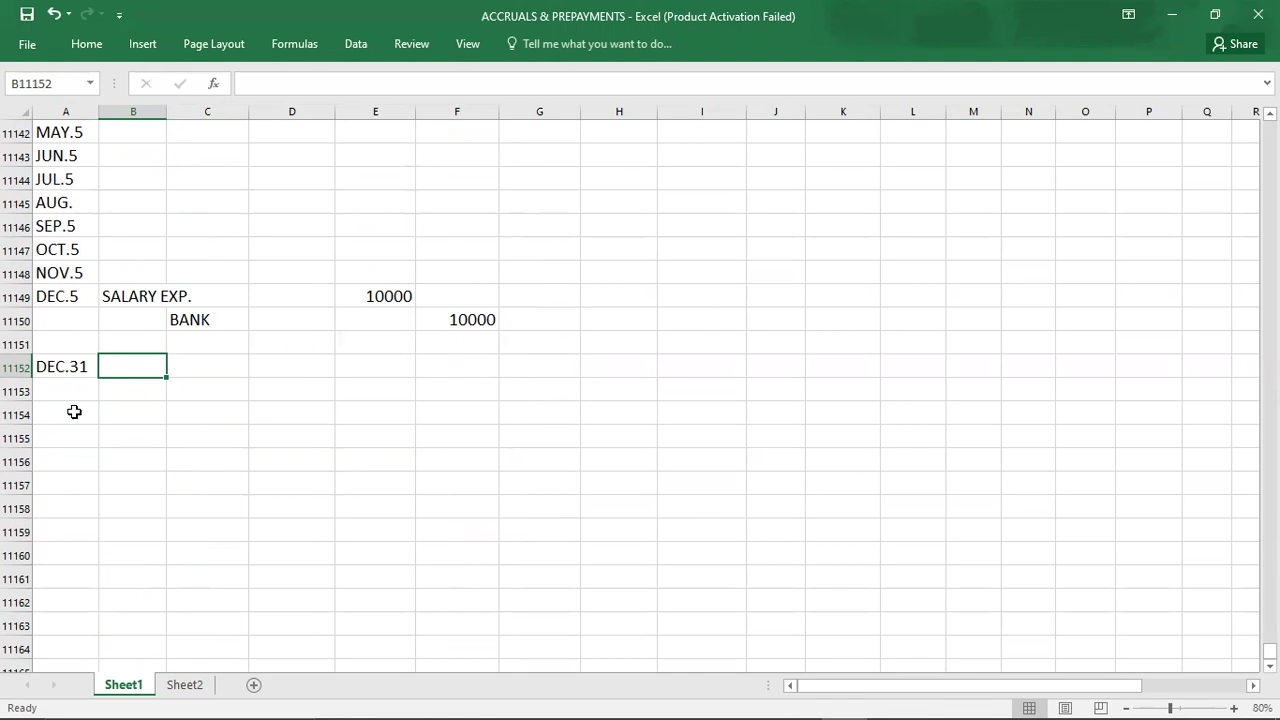 ACCRUALS & PREPAYMENTS - Excel (Product Activation Failed)
File Home Insert Page Layout Formulas Data Review View Tell me what you want to do... Share
B11152 fx
A B C D E F G H I J K L M N O P Q R
11142 MAY.5
11143 JUN.5
11144 JUL.5
11145 AUG.
11146 SEP.5
11147 OCT.5
11148 NOV.5
11149 DEC.5 SALARY EXP. 10000
11150 BANK 10000
11151
11152 DEC.31
11153
11154
11155
11156
11157
11158
11159
11160
11161
11162
11163
11164
11165
Sheet1 Sheet2
Ready 80%